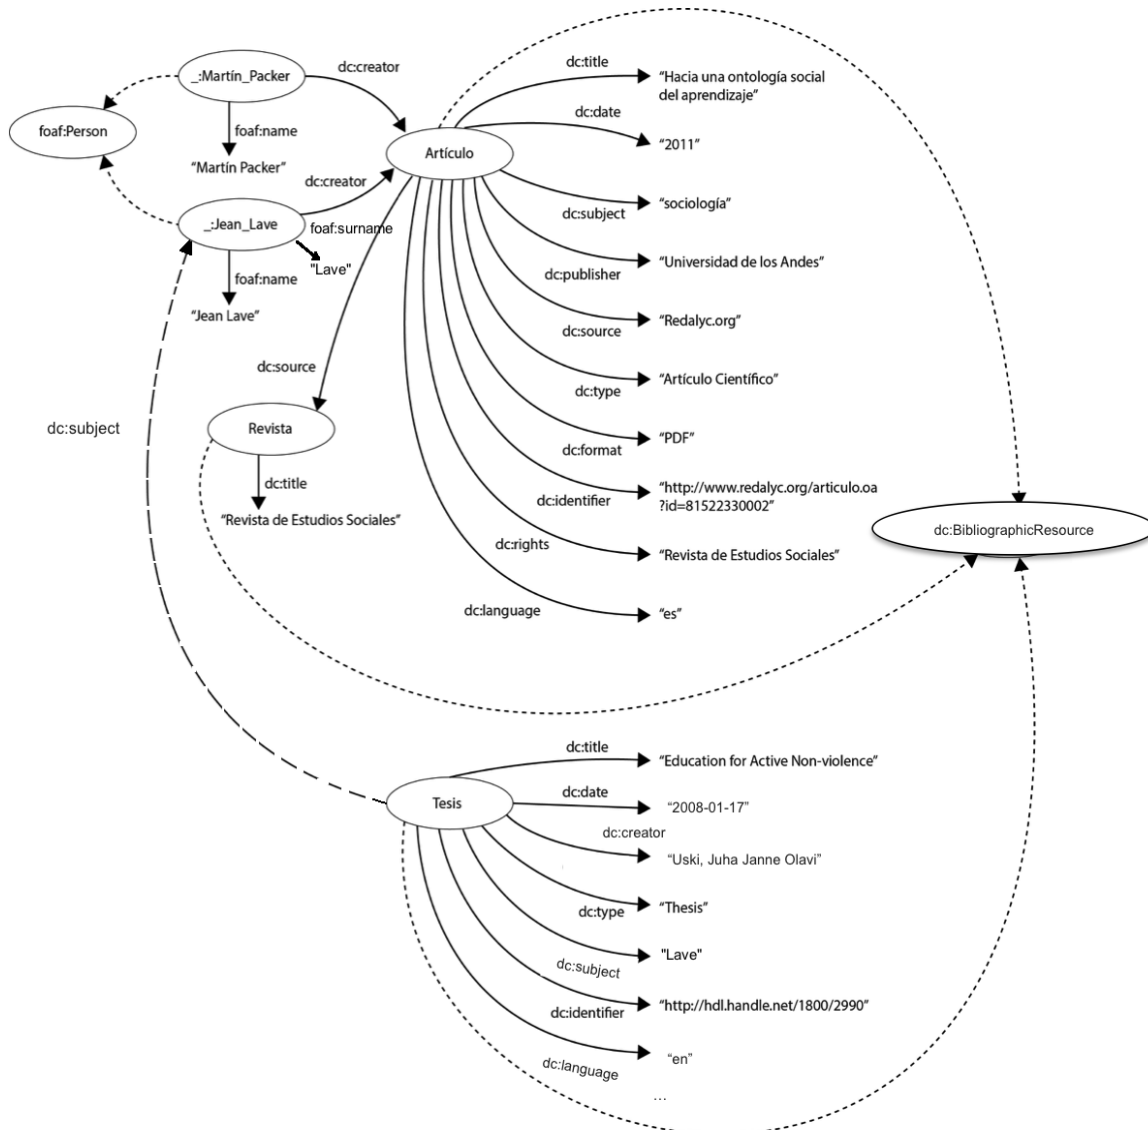 _:Martín_Packer
dc:creator
foaf:Person
foaf:name
“Martín Packer”
dc:creator
_:Jean_Lave
foaf:surname
"Lave"
foaf:name
“Jean Lave”
Artículo
dc:title
“Hacia una ontología social
del aprendizaje”
dc:date
“2011”
dc:subject
“sociología”
dc:publisher
“Universidad de los Andes”
dc:source
“Redalyc.org”
dc:type
“Artículo Científico”
dc:format
“PDF”
dc:identifier
“http://www.redalyc.org/articulo.oa
?id=81522330002”
dc:rights
“Revista de Estudios Sociales”
dc:language
“es”
dc:source
Revista
dc:title
“Revista de Estudios Sociales”
dc:subject
dc:BibliographicResource
Tesis
dc:title
“Education for Active Non-violence”
dc:date
“2008-01-17”
dc:creator
“Uski, Juha Janne Olavi”
dc:type
“Thesis”
dc:subject
"Lave"
dc:identifier
“http://hdl.handle.net/1800/2990”
dc:language
“en”
...